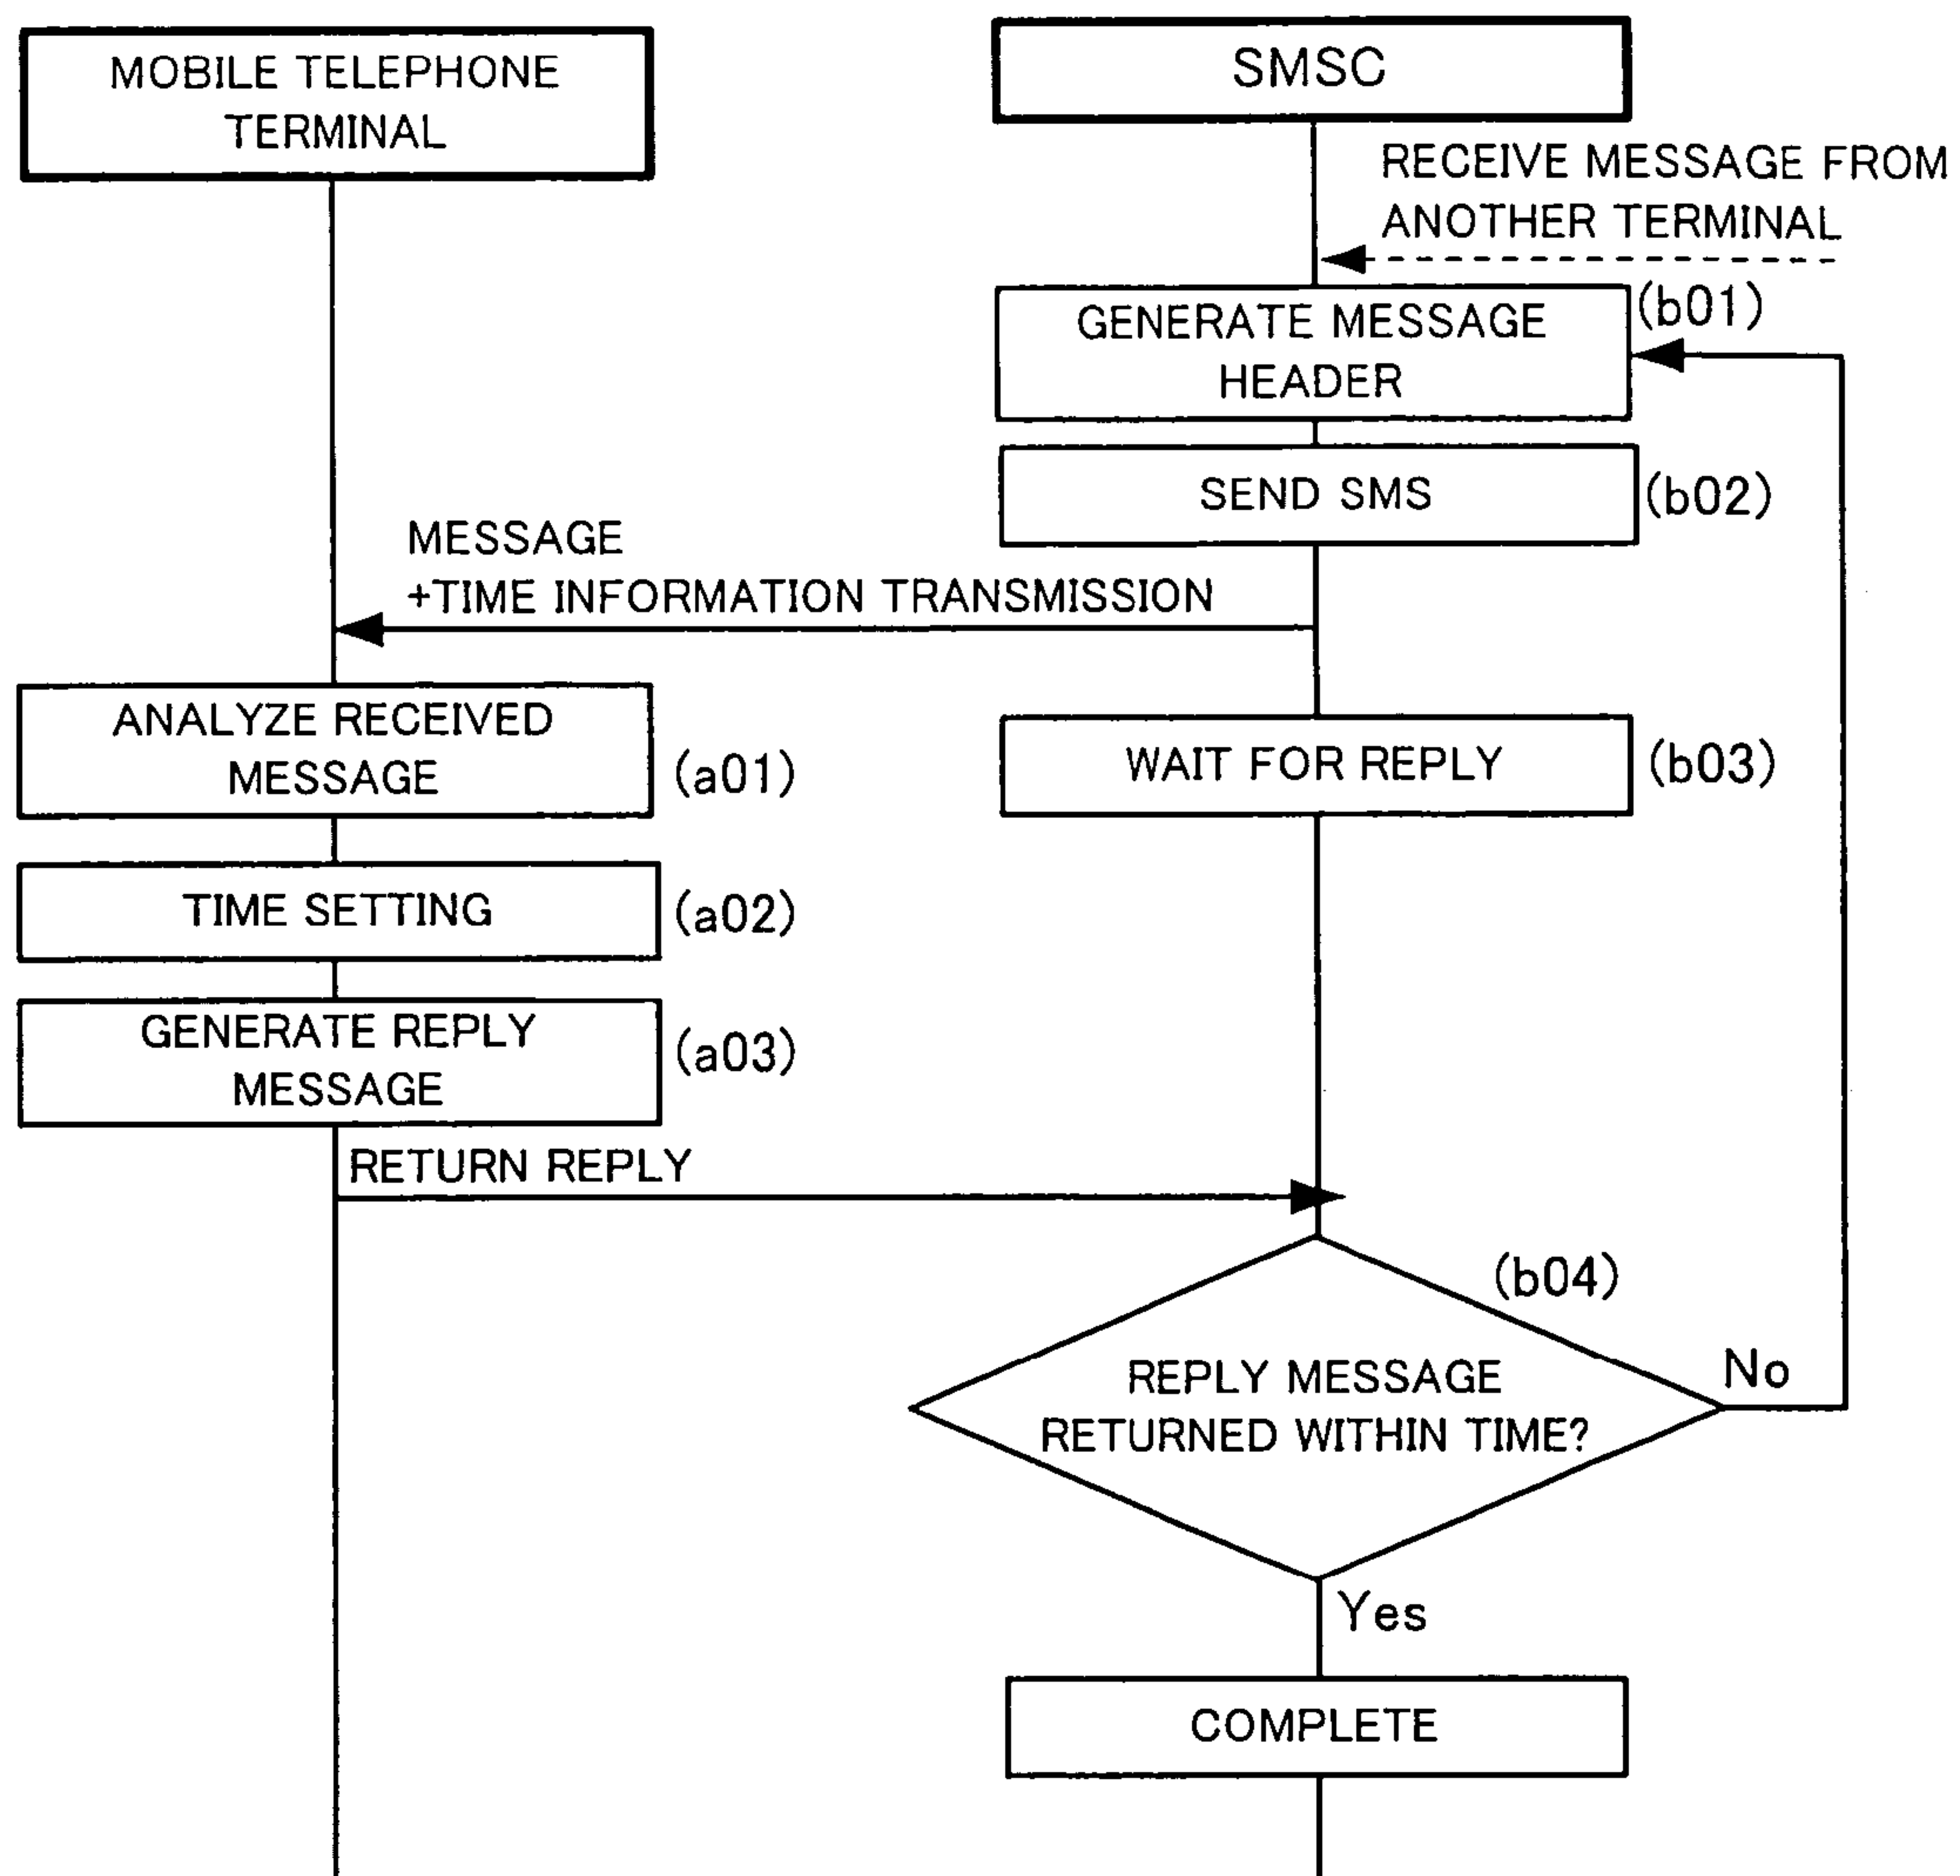 MOBILE TELEPHONE
TERMINAL
SMSC
RECEIVE MESSAGE FROM
ANOTHER TERMINAL
(b01)
GENERATE MESSAGE
HEADER
SEND SMS
(b02)
MESSAGE
+TIME INFORMATION TRANSMISSION
ANALYZE RECEIVED
MESSAGE
(a01)
WAIT FOR REPLY
(b03)
TIME SETTING
(a02)
GENERATE REPLY
MESSAGE
(a03)
RETURN REPLY
(b04)
REPLY MESSAGE
RETURNED WITHIN TIME?
No
Yes
COMPLETE